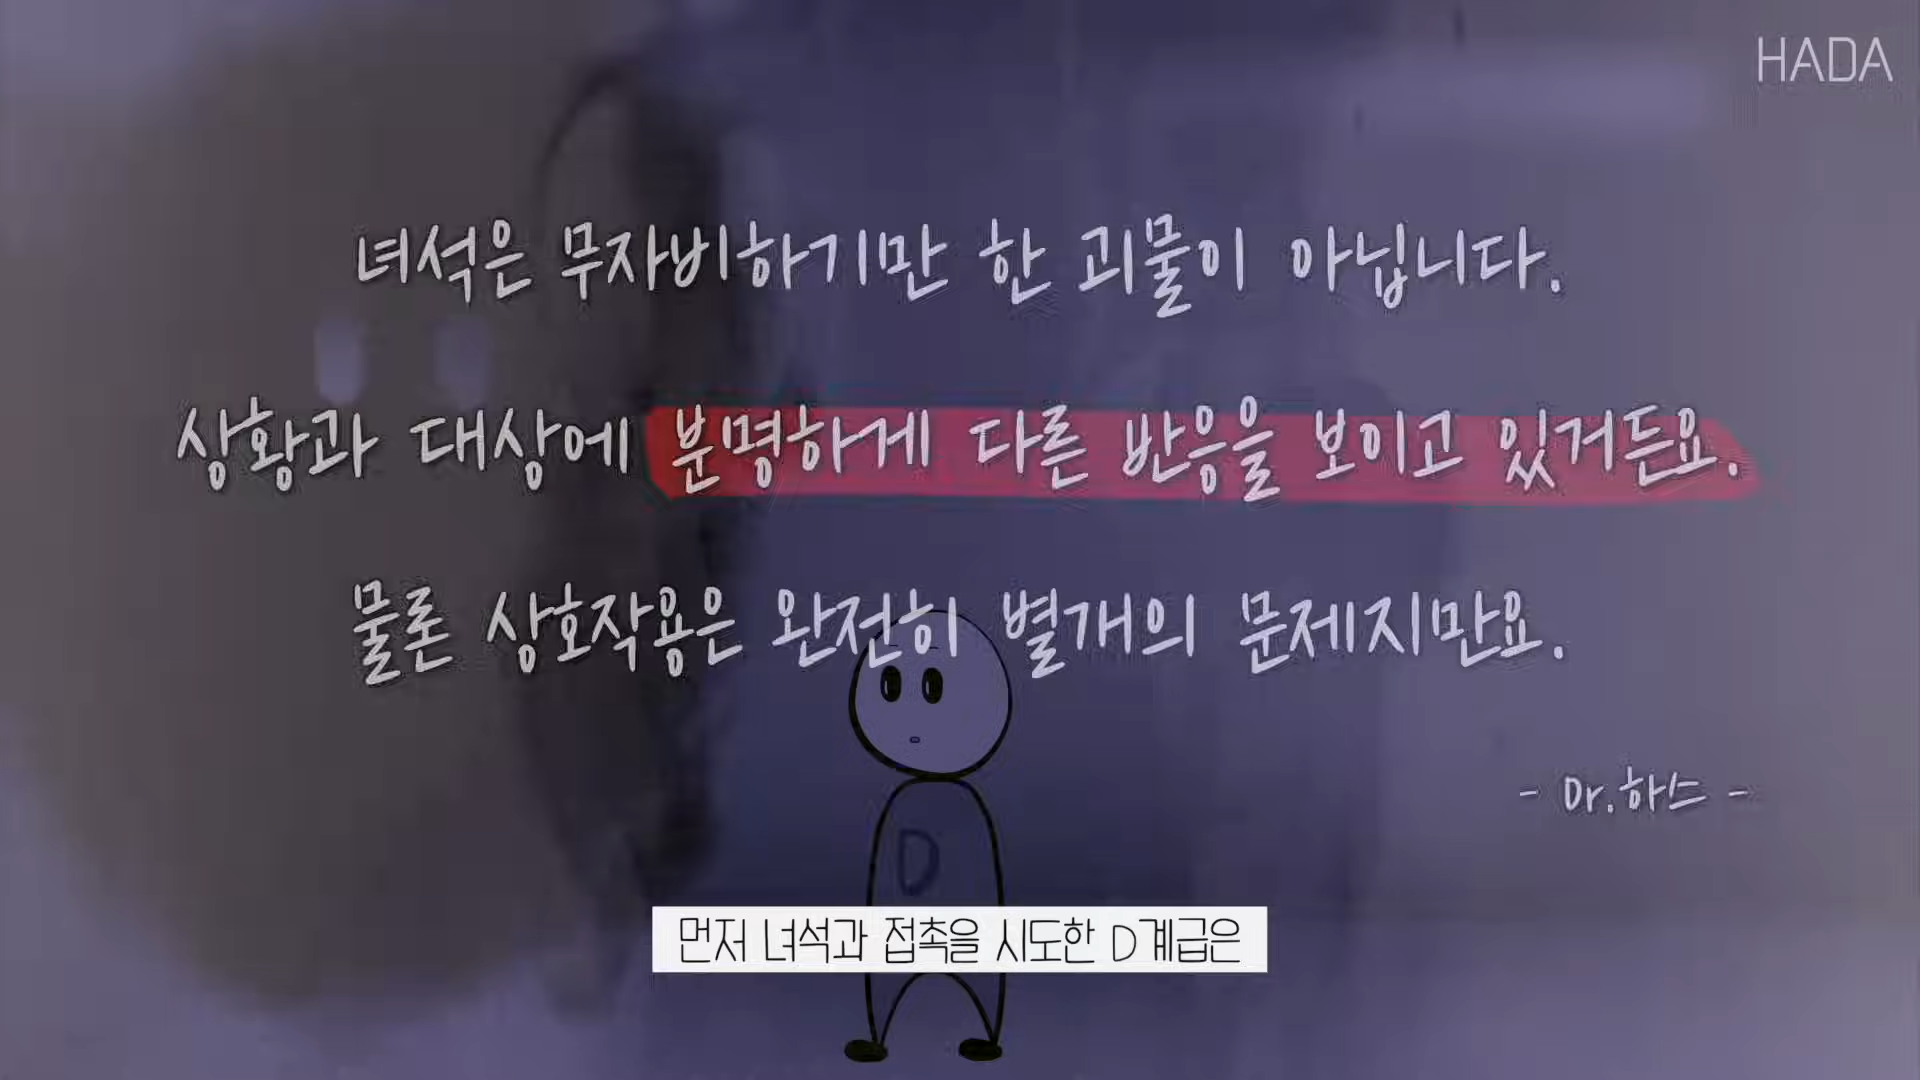 HADA
녀석은 무자비하기만 한 괴물이 아닙니다.
상황과 대상에 분명하게 다른 반응을 보이고 있거든요.
물론 상호작용은 완전히 별개의 문제지만요.
- Dr.하스 -
D
먼저 녀석과 접촉을 시도한 D계급은